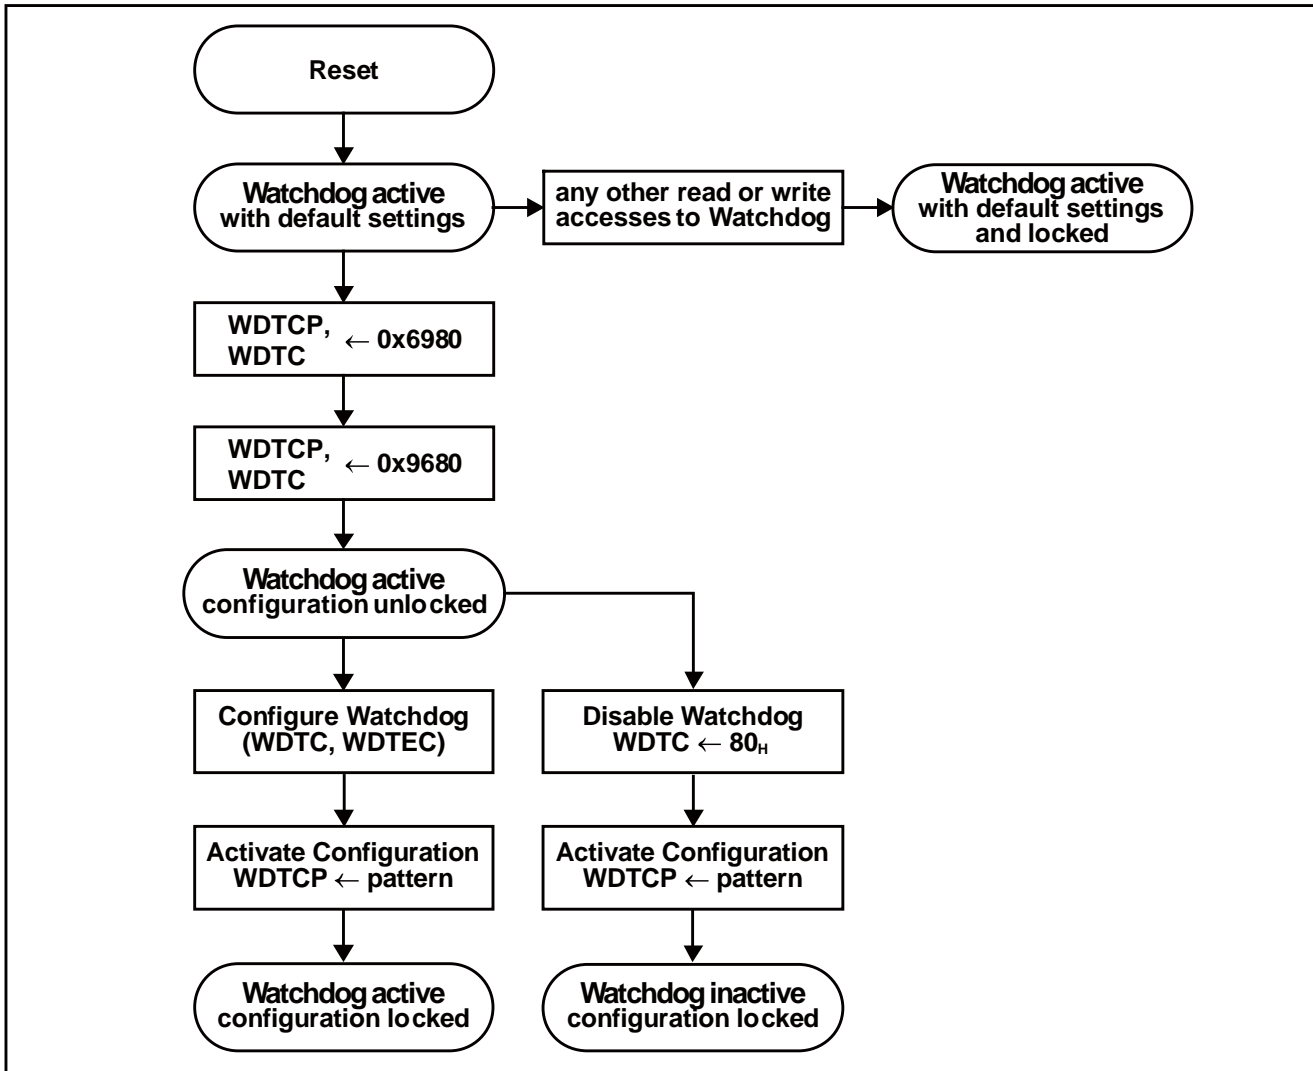 Reset
Watchdog active
with default settings
any other read or write
accesses to Watchdog
Watchdog active
with default settings
and locked
WDTCP,
WDTC
← 0x6980
WDTCP,
WDTC
← 0x9680
Watchdog active
configuration unlocked
Configure Watchdog
(WDTC, WDTEC)
Disable Watchdog
WDTC ← 80H
Activate Configuration
WDTCP ← pattern
Activate Configuration
WDTCP ← pattern
Watchdog active
configuration locked
Watchdog inactive
configuration locked